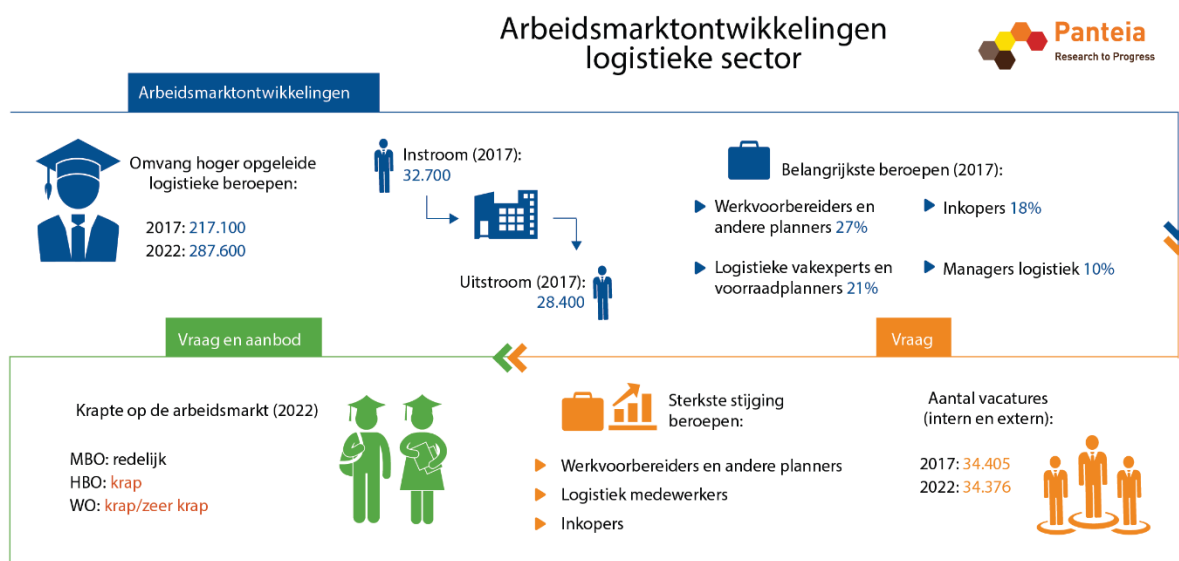 Arbeidsmarktontwikkelingen
logistieke sector
Panteia
Research to Progress
Arbeidsmarktontwikkelingen
Omvang hoger opgeleide
logistieke beroepen:
2017: 217.100
2022: 287.600
Instroom (2017):
32.700
Uitstroom (2017):
28.400
Belangrijkste beroepen (2017):
Werkvoorbereiders en
andere planners 27%
Logistieke vakexperts en
voorraadplanners 21%
Inkopers 18%
Managers logistiek 10%
Vraag
Aantal vacatures
(intern en extern):
2017: 34.405
2022: 34.376
Sterkste stijging
beroepen:
Werkvoorbereiders en andere planners
Logistiek medewerkers
Inkopers
Vraag en aanbod
Krapte op de arbeidsmarkt (2022)
MBO: redelijk
HBO: krap
WO: krap/zeer krap